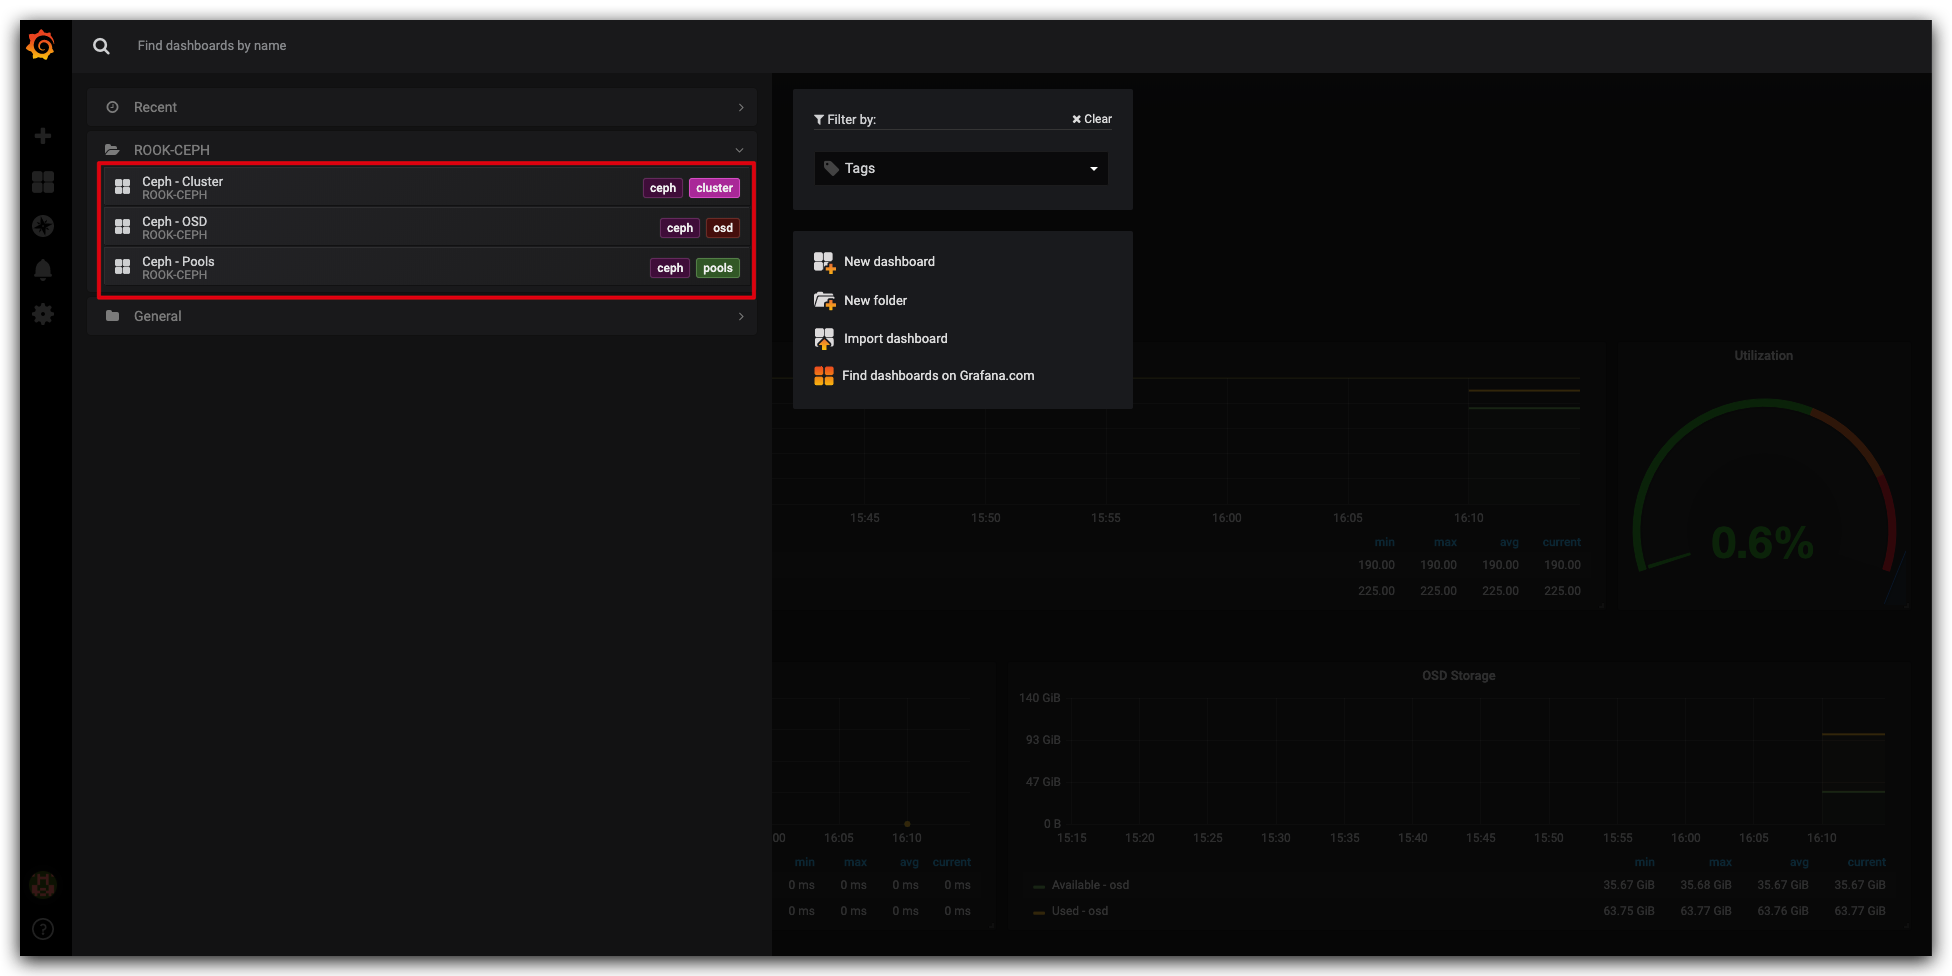 Find dashboards by name
Recent
ROOK-CEPH
Ceph - Cluster
ROOK-CEPH
ceph cluster
Ceph - OSD
ROOK-CEPH
ceph osd
Ceph - Pools
ROOK-CEPH
ceph pools
General
Filter by:
Clear
Tags
New dashboard
New folder
Import dashboard
Find dashboards on Grafana.com
15:45 15:50 15:55 16:00 16:05 16:10
min max avg current
190.00 190.00 190.00 190.00
225.00 225.00 225.00 225.00
Utilization
0.6%
00 16:05 16:10
min max avg current
0 ms 0 ms 0 ms 0 ms
0 ms 0 ms 0 ms 0 ms
OSD Storage
140 GiB
93 GiB
47 GiB
0 B
15:15 15:20 15:25 15:30 15:35 15:40 15:45 15:50 15:55 16:00 16:05 16:10
min max avg current
Available - osd 35.67 GiB 35.68 GiB 35.67 GiB 35.67 GiB
Used - osd 63.75 GiB 63.77 GiB 63.76 GiB 63.77 GiB
?